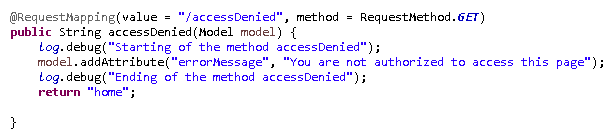 @RequestMapping(value = "/accessDenied", method = RequestMethod.GET)
public String accessDenied(Model model) {
    log.debug("Starting of the method accessDenied");
    model.addAttribute("errorMessage", "You are not authorized to access this page");
    log.debug("Ending of the method accessDenied");
    return "home";
}